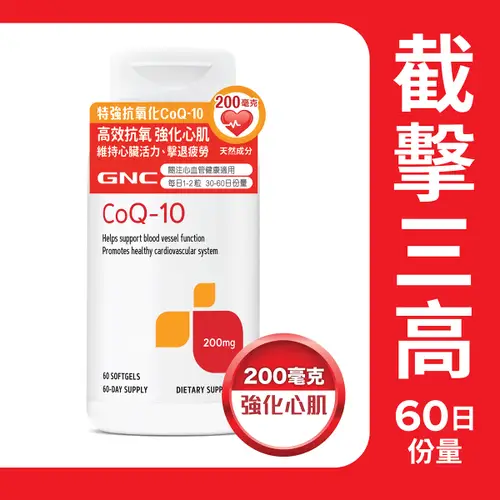 特強抗氧化CoQ-10
200毫克
高效抗氧 強化心肌
維持心臟活力、擊退疲勞
天然成分
GNC
關注心血管健康適用
每日1-2粒 30-60日份量
CoQ-10
Helps support blood vessel function
Promotes healthy cardiovascular system
200mg
60 SOFTGELS
60-DAY SUPPLY
DIETARY SUPP
200毫克
強化心肌
截擊三高
60日
份量